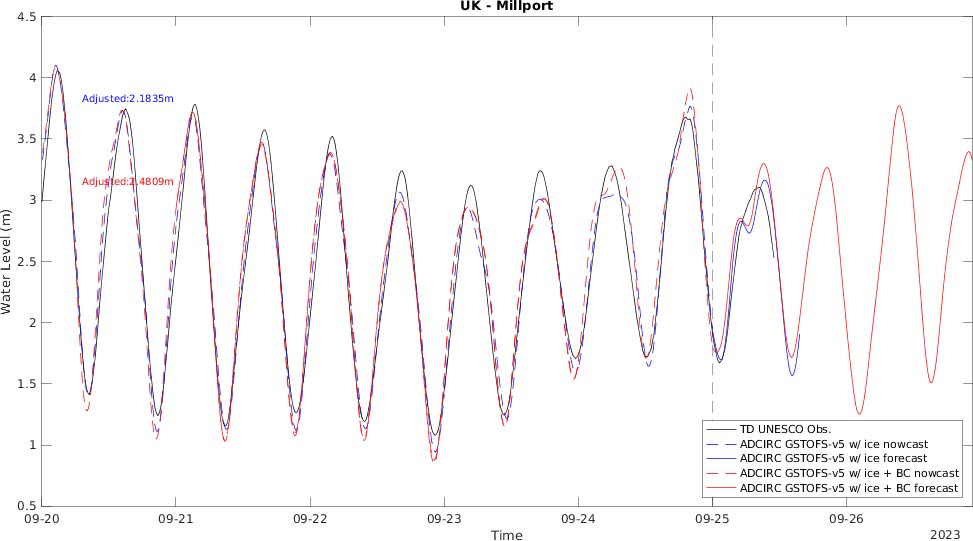 UK - Millport
4.5
4
3.5
3
2.5
2
1.5
1
0.5
Water Level (m)
Adjusted:2.1835m
Adjusted:2.4809m
TD UNESCO Obs.
ADCIRC GSTOFS-v5 w/ ice nowcast
ADCIRC GSTOFS-v5 w/ ice forecast
ADCIRC GSTOFS-v5 w/ ice + BC nowcast
ADCIRC GSTOFS-v5 w/ ice + BC forecast
09-20 09-21 09-22 09-23 09-24 09-25 09-26
Time
2023